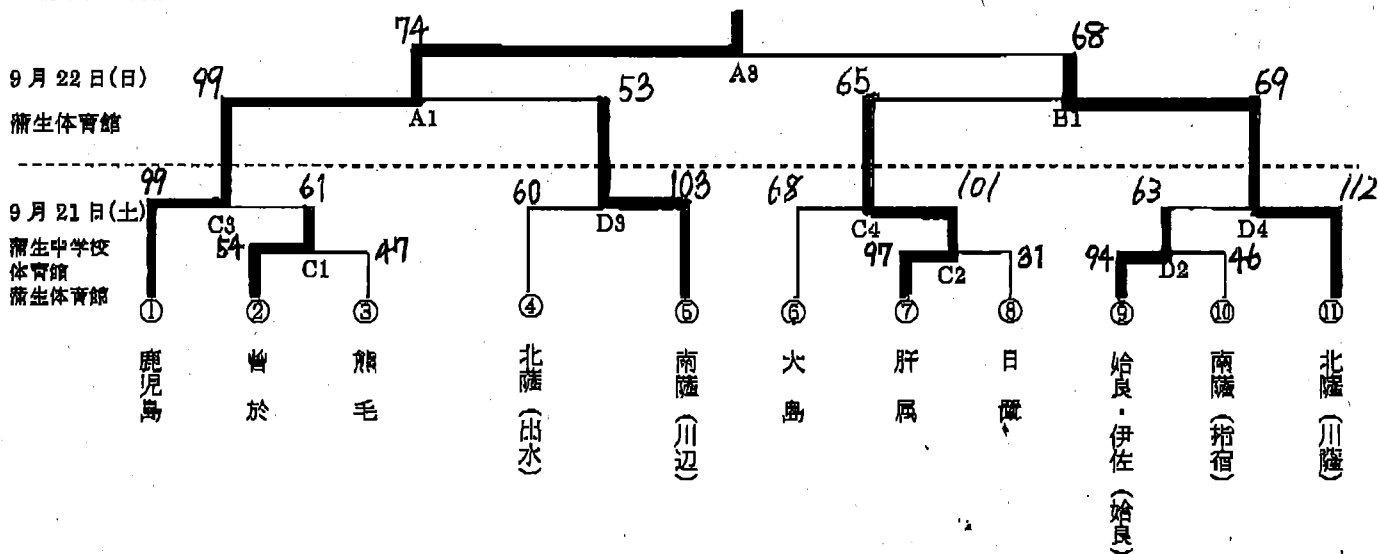 74
68
A3
9月22日(日)
99
53
65
69
蒲生体育館
A1
B1
99
61
60
103
68
101
63
112
9月21日(土)
C3
D3
C4
D4
蒲生中学校
54
47
97
31
94
46
体育館
C1
C2
D2
蒲生体育館
① ② ③ ④ ⑤ ⑥ ⑦ ⑧ ⑨ ⑩ ⑪
鹿児島
曽於
熊毛
北薩(出水)
南薩(川辺)
大島
肝属
日置
姶良・伊佐(姶良)
南薩(指宿)
北薩(川薩)